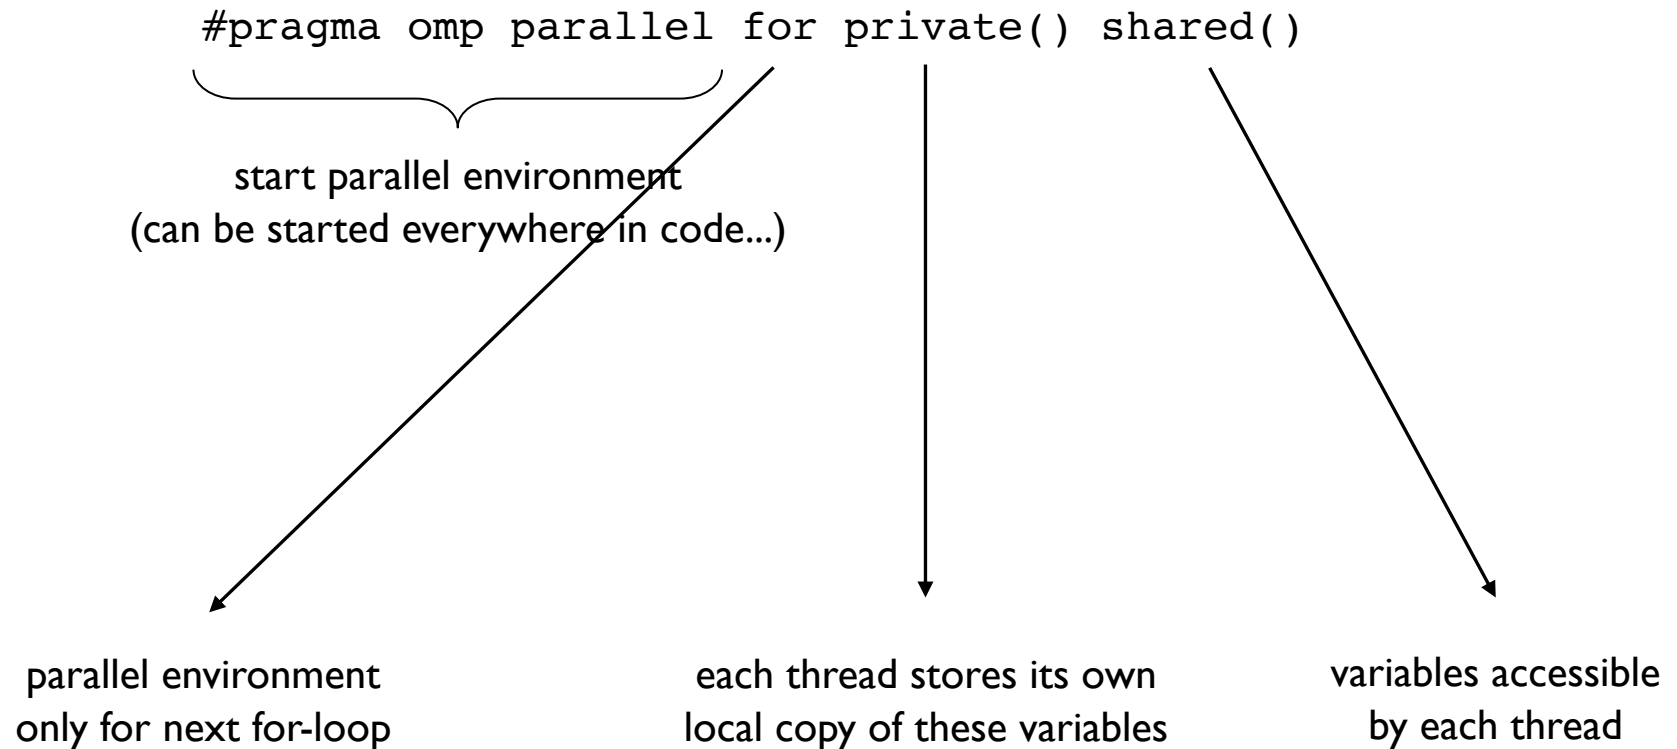 #pragma omp parallel for private() shared()
start parallel environment
(can be started everywhere in code...)
parallel environment
only for next for-loop
each thread stores its own
local copy of these variables
variables accessible
by each thread